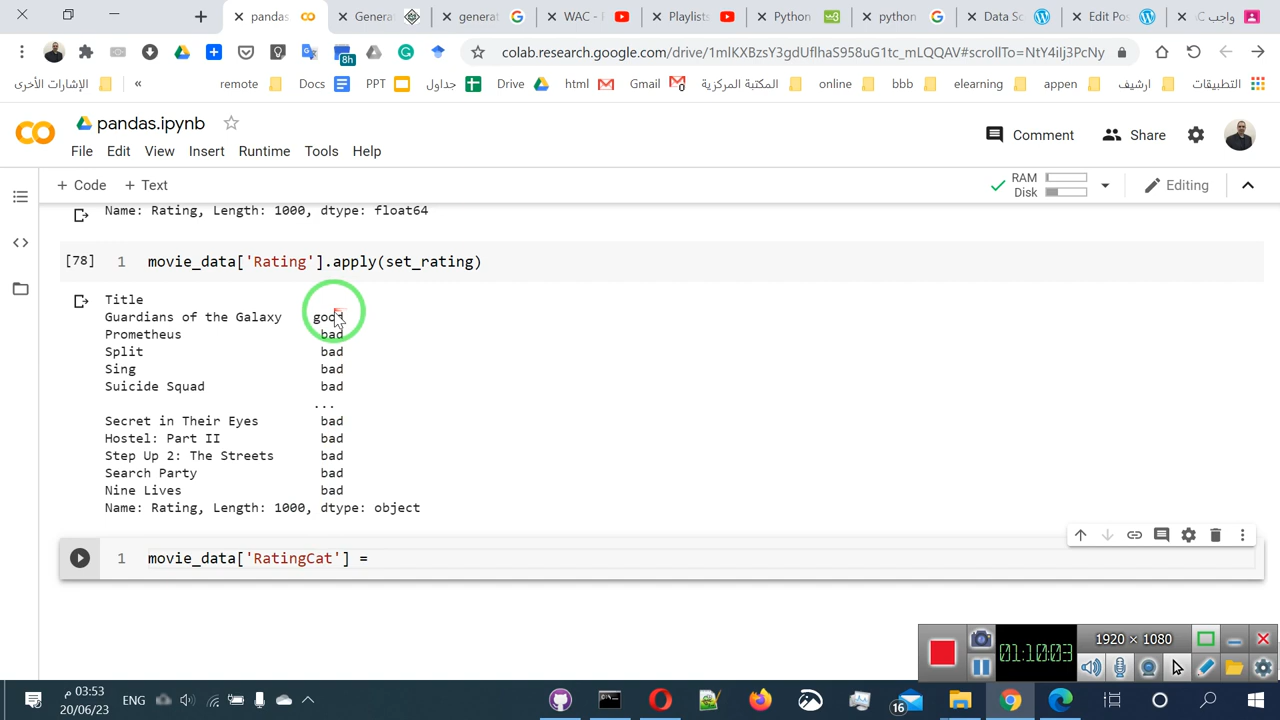 pandas
Genera
generat
WAC - F
Playlists
Python
python
Data Sc
Edit Pos
واجب C
8h
colab.research.google.com/drive/1mlKXBzsYsBgdUflhaS958uG1tc_mLQQAV#scrollTo=NtY4iIj3PcNy
الإشارات الأخرى
«
remote
Docs
PPT
جداول
Drive
html
Gmail
المكتبة المركزية
online
bbb
elearning
appen
ارشيف
التطبيقات
pandas.ipynb
File Edit View Insert Runtime Tools Help
Comment
Share
+ Code + Text
RAM
Disk
Editing
Name: Rating, Length: 1000, dtype: float64
[78] 1 movie_data['Rating'].apply(set_rating)
Title
Guardians of the Galaxy good
Prometheus bad
Split bad
Sing bad
Suicide Squad bad
...
Secret in Their Eyes bad
Hostel: Part II bad
Step Up 2: The Streets bad
Search Party bad
Nine Lives bad
Name: Rating, Length: 1000, dtype: object
1 movie_data['RatingCat'] =
1920 × 1080
01:10:03
م 03:53
20/06/23
ENG
16